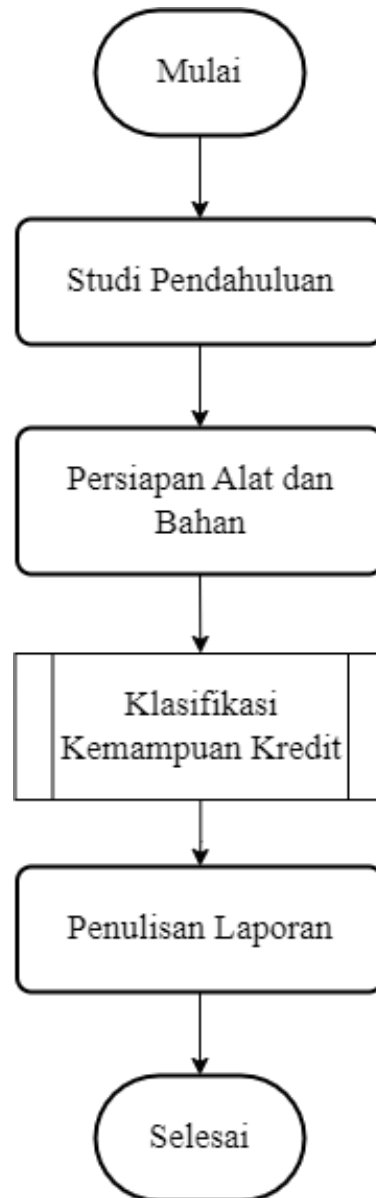 Mulai
Studi Pendahuluan
Persiapan Alat dan
Bahan
Klasifikasi
Kemampuan Kredit
Penulisan Laporan
Selesai